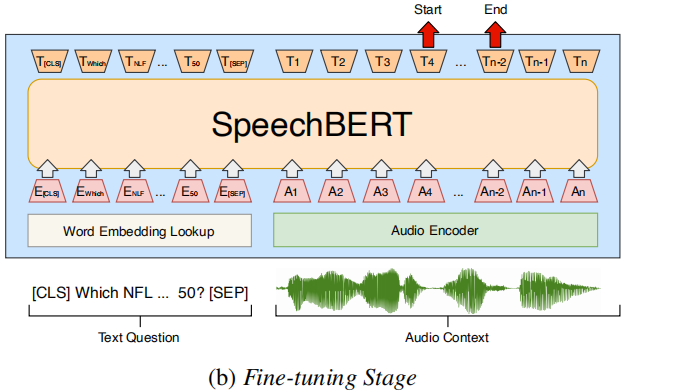 Start End
T[CLS] TWhich TNLF ... T50 T[SEP] T1 T2 T3 T4 ... Tn-2 Tn-1 Tn
SpeechBERT
E[CLS] EWhich ENLF ... E50 E[SEP] A1 A2 A3 A4 ... An-2 An-1 An
Word Embedding Lookup Audio Encoder
[CLS] Which NFL ... 50? [SEP]
Text Question Audio Context
(b) Fine-tuning Stage